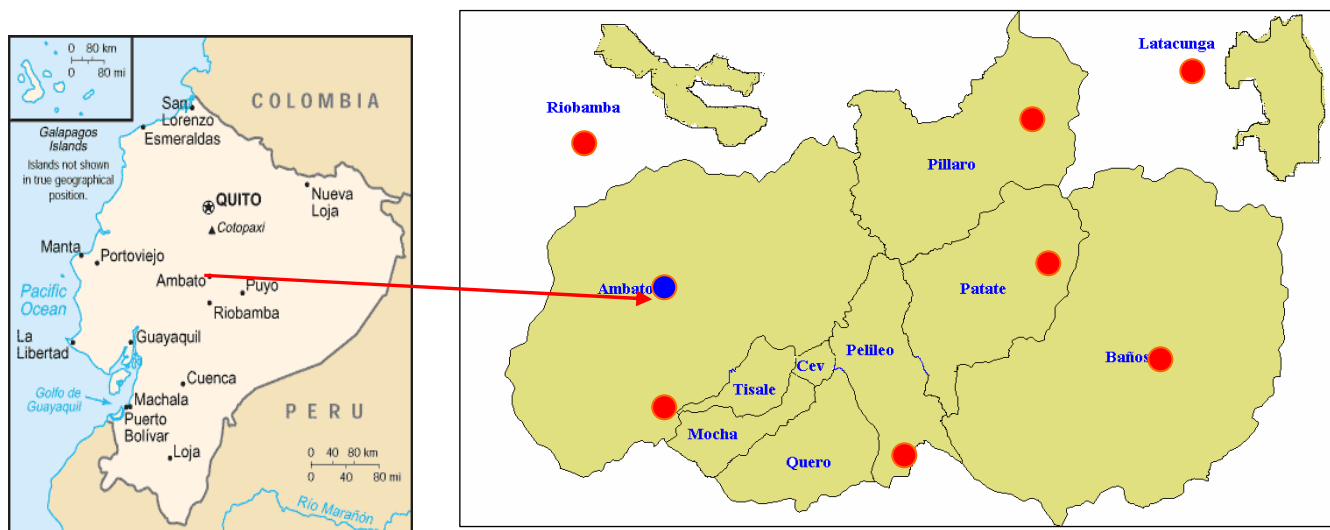 0 80 km
0 80 mi
COLOMBIA
San
Lorenzo
Esmeraldas
Galapagos
Islands
Islands not shown
in true geographical
position.
Nueva
Loja
QUITO
Cotopaxi
Manta
Portoviejo
Ambato
Puyo
Riobamba
Pacific
Ocean
La
Libertad
Guayaquil
Cuenca
Golfo de
Guayaquil
Machala
Puerto
Bolívar
Loja
PERU
0 40 80 km
0 40 80 mi
Río Marañón
Latacunga
Riobamba
Pillaro
Ambato
Patate
Pelileo
Cev
Baños
Tisale
Mocha
Quero